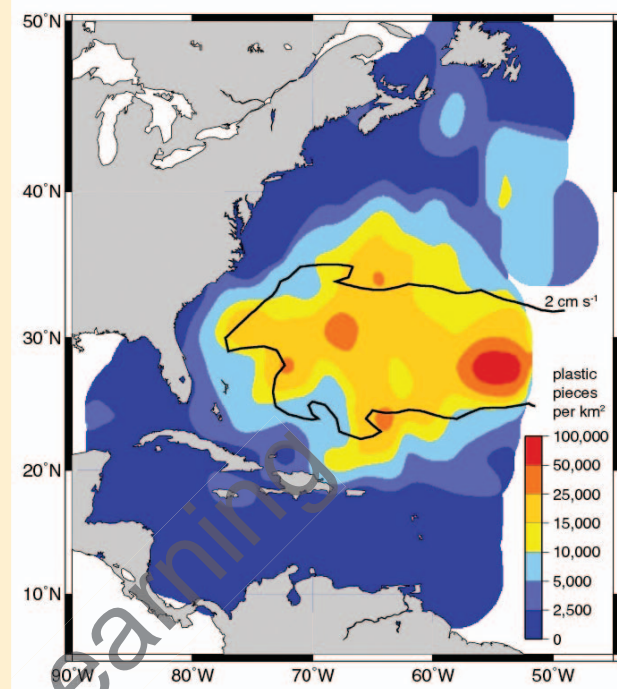 50˚N
40˚N
30˚N
20˚N
10˚N
2 cm s⁻¹
plastic
pieces
per km²
100,000
50,000
25,000
15,000
10,000
5,000
2,500
0
90˚W
80˚W
70˚W
60˚W
50˚W
earning